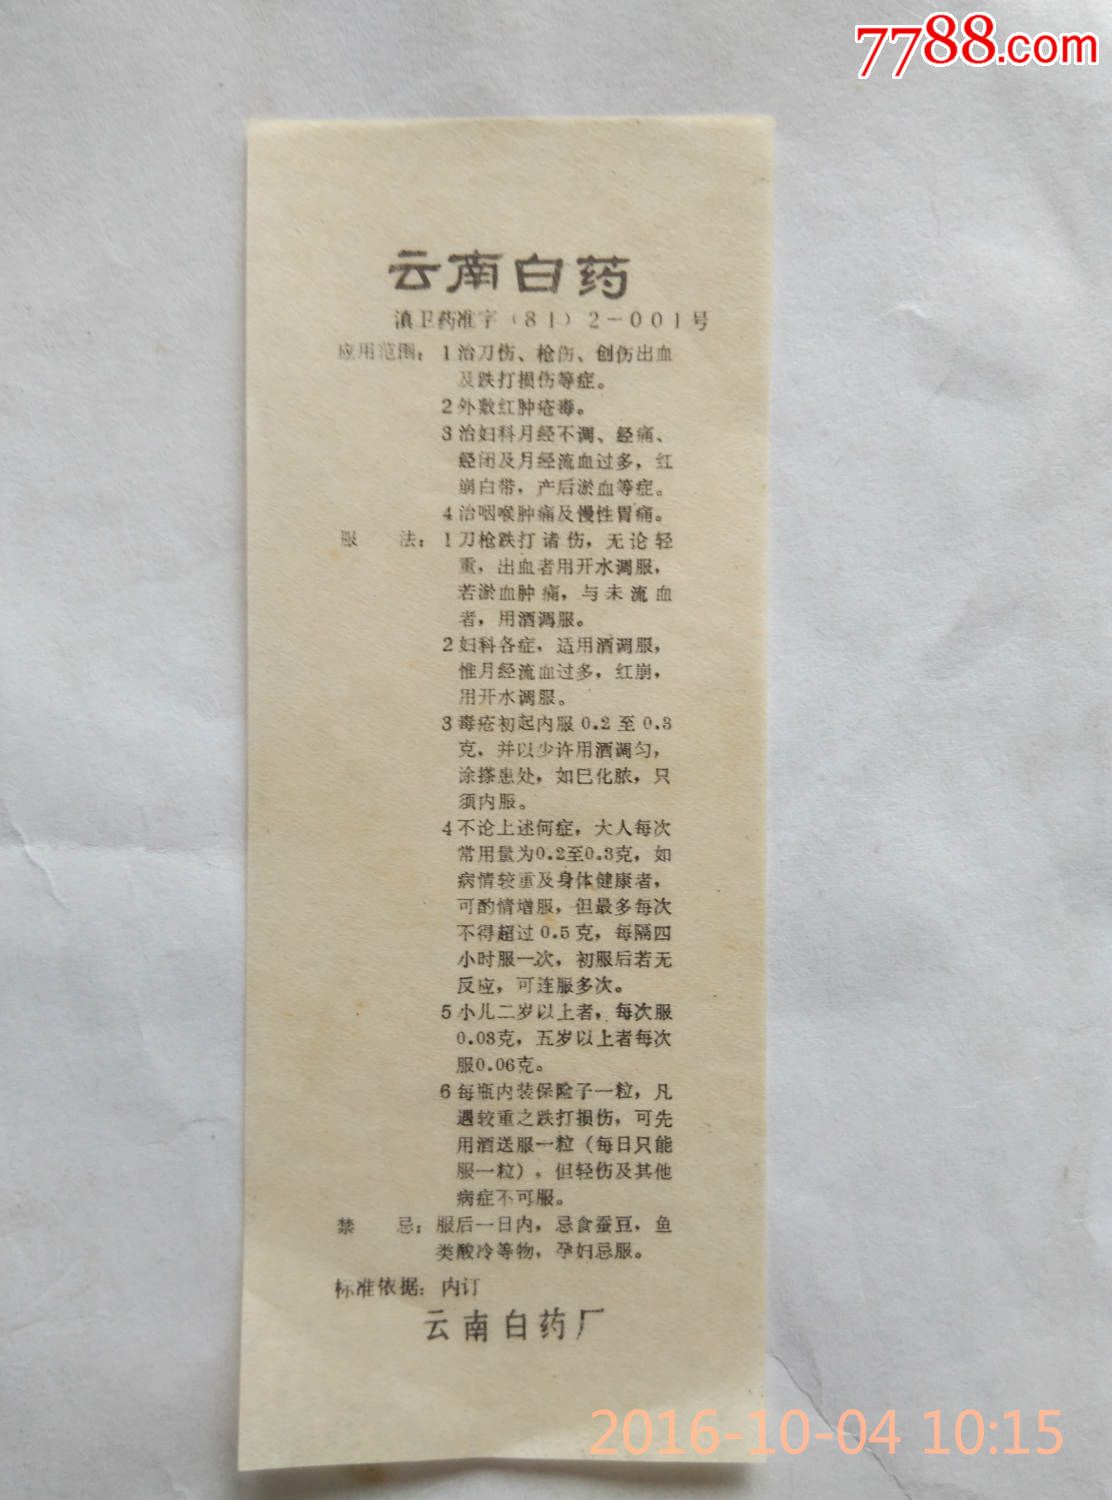 7788.com
云南白药
滇卫药准字（81）2－001号
应用范围：1治刀伤、枪伤、创伤出血
及跌打损伤等症。
2外敷红肿疮毒。
3治妇科月经不调、经痛、
经闭及月经流血过多，红
崩白带，产后淤血等症。
4治咽喉肿痛及慢性胃痛。
服 法：1刀枪跌打诸伤，无论轻
重，出血者用开水调服，
若淤血肿痛，与未流血
者，用酒调服。
2妇科各症，适用酒调服，
惟月经流血过多，红崩，
用开水调服。
3毒疮初起内服0.2至0.3
克，并以少许用酒调匀，
涂搽患处，如巳化脓，只
须内服。
4不论上述何症，大人每次
常用量为0.2至0.3克，如
病情较重及身体健康者，
可酌情增服，但最多每次
不得超过0.5克，每隔四
小时服一次，初服后若无
反应，可连服多次。
5小儿二岁以上者，每次服
0.03克，五岁以上者每次
服0.06克。
6每瓶内装保险子一粒，凡
遇较重之跌打损伤，可先
用酒送服一粒（每日只能
服一粒），但轻伤及其他
病症不可服。
禁 忌：服后一日内，忌食蚕豆，鱼
类酸冷等物，孕妇忌服。
标准依据：内订
云南白药厂
2016-10-04 10:15